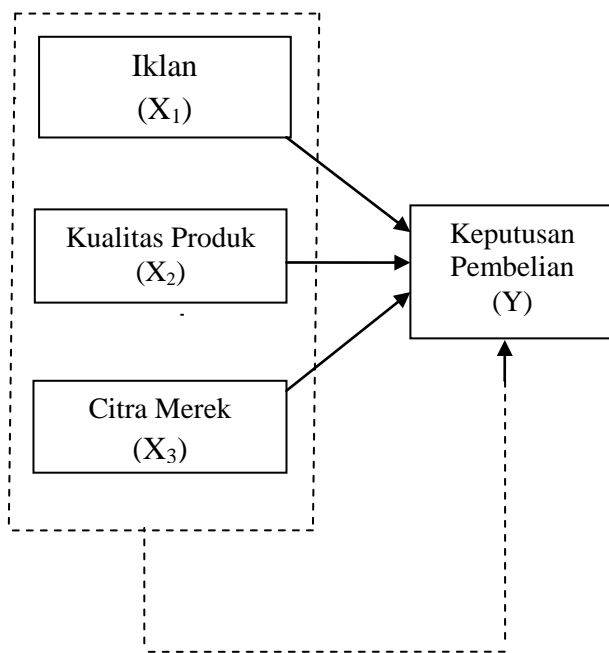 Iklan
(X₁)
Kualitas Produk
(X₂)
Citra Merek
(X₃)
Keputusan
Pembelian
(Y)